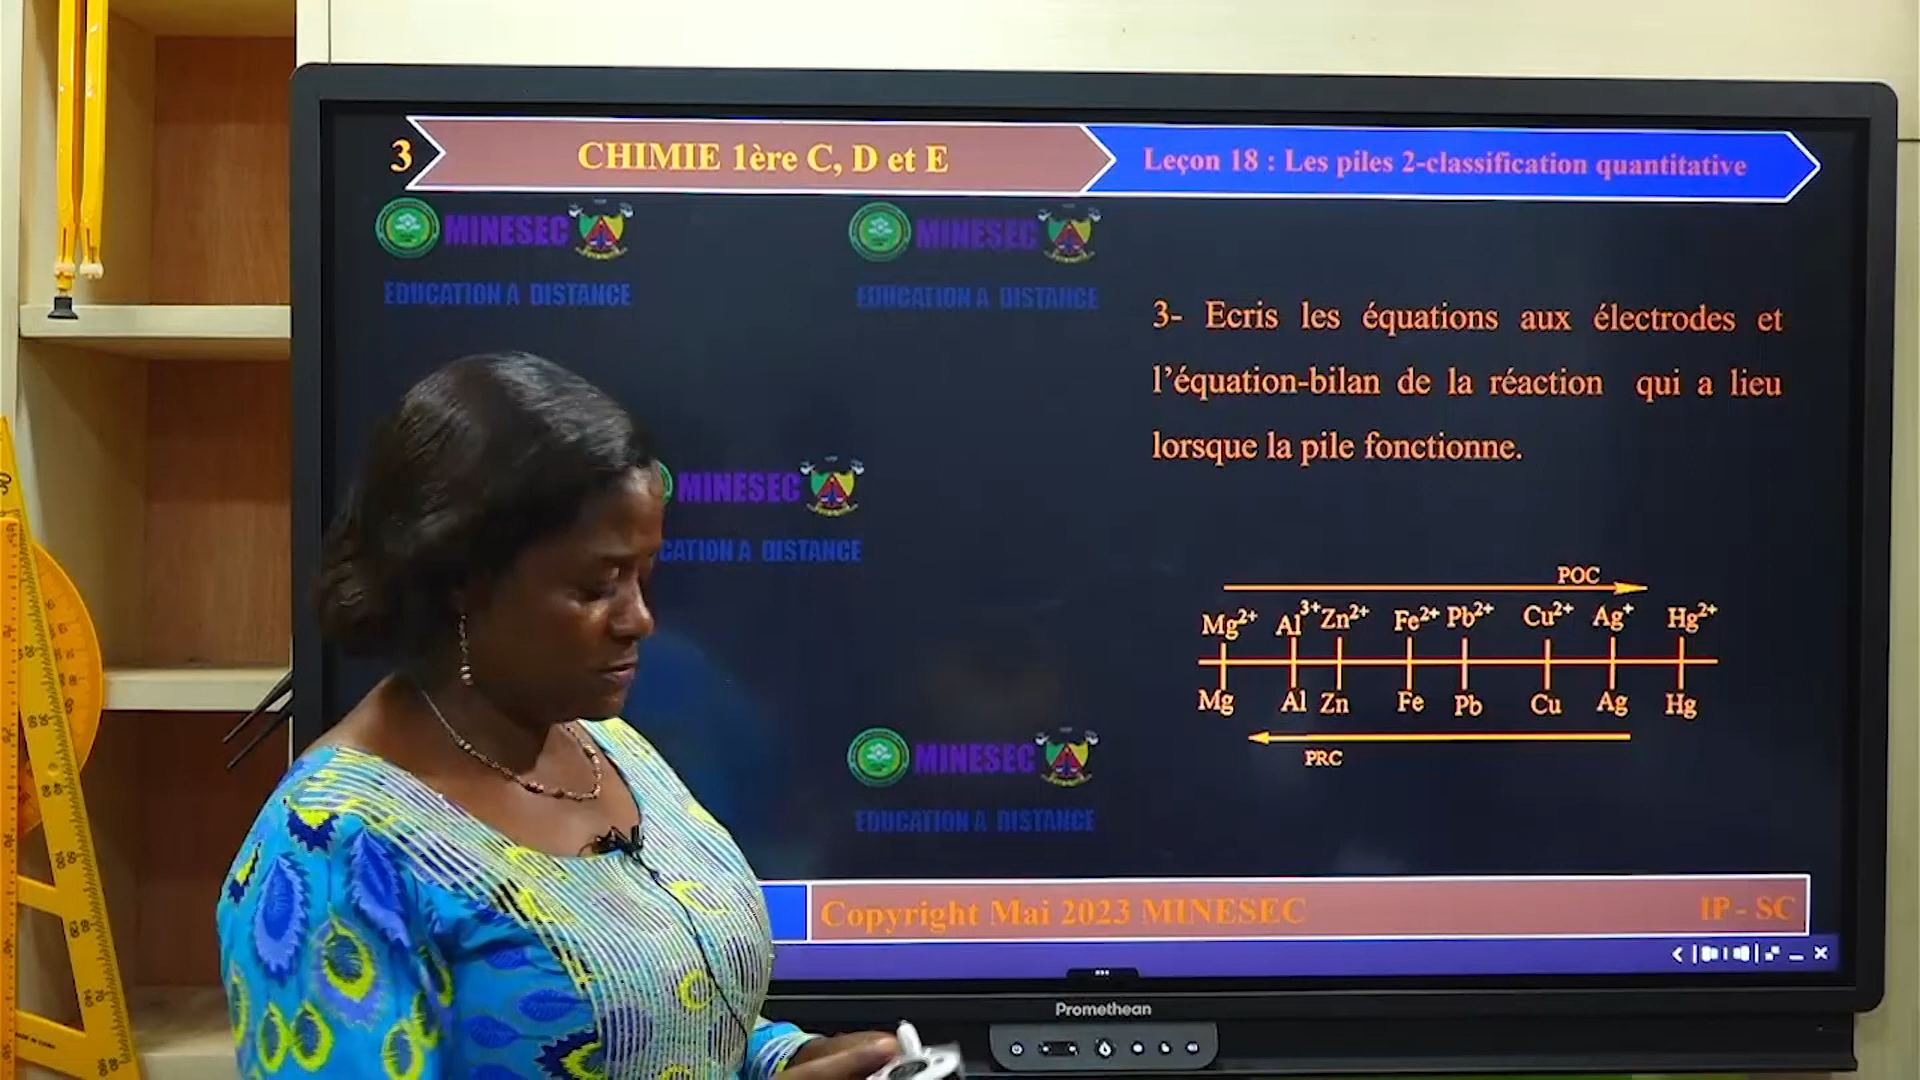 3
CHIMIE 1ère C, D et E
Leçon 18 : Les piles 2-classification quantitative
MINESEC
EDUCATION A DISTANCE
MINESEC
EDUCATION A DISTANCE
3- Ecris les équations aux électrodes et
l'équation-bilan de la réaction qui a lieu
lorsque la pile fonctionne.
MINESEC
CATION A DISTANCE
POC
Mg²⁺ Al³⁺ Zn²⁺ Fe²⁺ Pb²⁺ Cu²⁺ Ag⁺ Hg²⁺
Mg Al Zn Fe Pb Cu Ag Hg
PRC
MINESEC
EDUCATION A DISTANCE
Copyright Mai 2023 MINESEC
IP - SC
Promethean